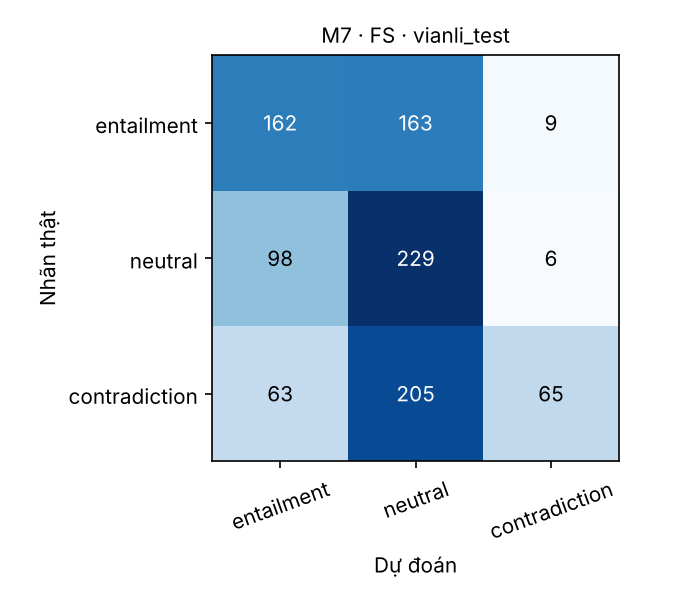 M7 · FS · vianli_test
entailment 162 163 9
neutral 98 229 6
contradiction 63 205 65
Nhãn thật
entailment neutral contradiction
Dự đoán